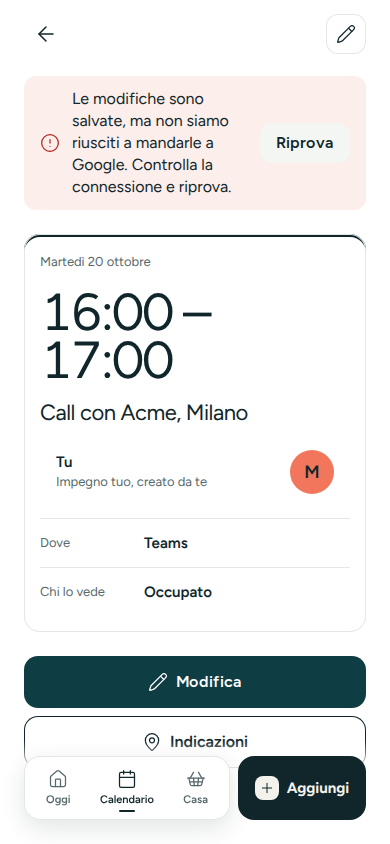 Le modifiche sono
salvate, ma non siamo
riusciti a mandarle a
Google. Controlla la
connessione e riprova.
Riprova
Martedì 20 ottobre
16:00 –
17:00
Call con Acme, Milano
Tu
Impegno tuo, creato da te
M
Dove
Teams
Chi lo vede
Occupato
Modifica
Indicazioni
Oggi
Calendario
Casa
Aggiungi